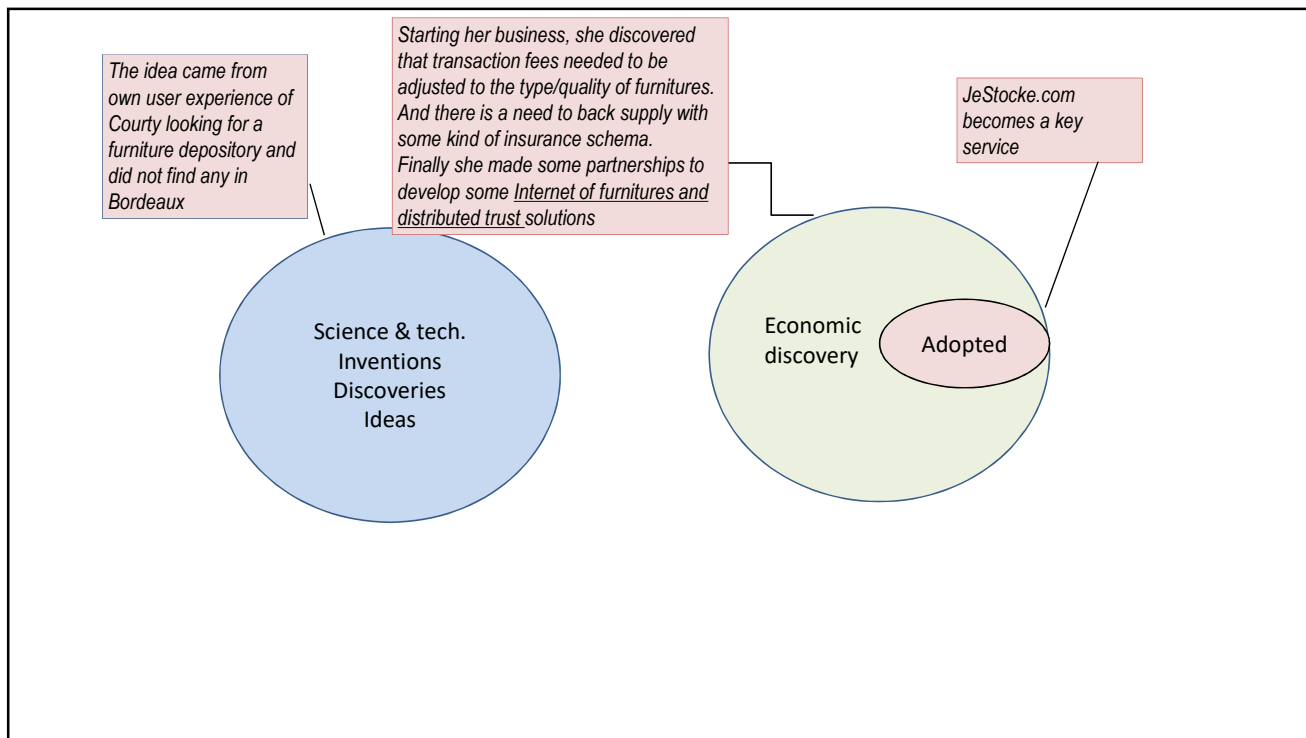 The idea came from
own user experience of
Courty looking for a
furniture depository and
did not find any in
Bordeaux
Starting her business, she discovered
that transaction fees needed to be
adjusted to the type/quality of furnitures.
And there is a need to back supply with
some kind of insurance schema.
Finally she made some partnerships to
develop some Internet of furnitures and
distributed trust solutions
JeStocke.com
becomes a key
service
Science & tech.
Inventions
Discoveries
Ideas
Economic
discovery
Adopted